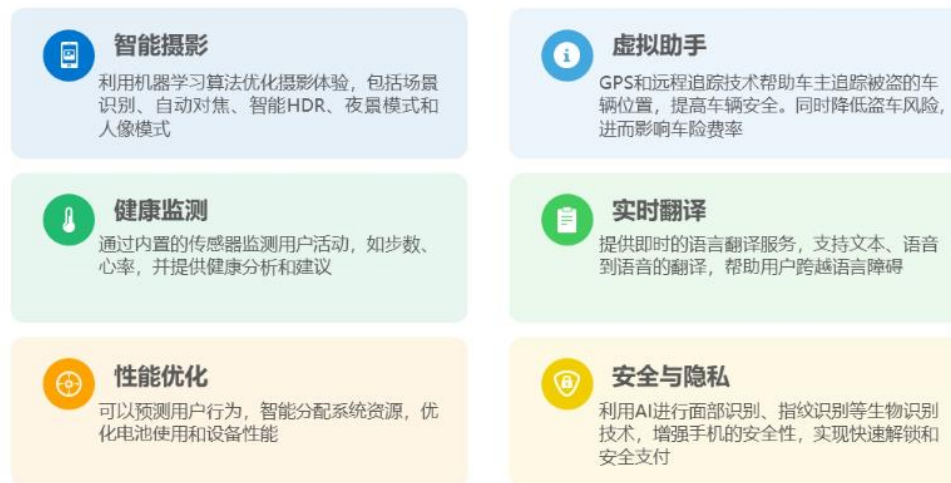 智能摄影
利用机器学习算法优化摄影体验，包括场景
识别、自动对焦、智能HDR、夜景模式和
人像模式
虚拟助手
GPS和远程追踪技术帮助车主追踪被盗的车
辆位置，提高车辆安全。同时降低盗车风险，
进而影响车险费率
健康监测
通过内置的传感器监测用户活动，如步数、
心率，并提供健康分析和建议
实时翻译
提供即时的语言翻译服务，支持文本、语音
到语音的翻译，帮助用户跨越语言障碍
性能优化
可以预测用户行为，智能分配系统资源，优
化电池使用和设备性能
安全与隐私
利用AI进行面部识别、指纹识别等生物识别
技术，增强手机的安全性，实现快速解锁和
安全支付